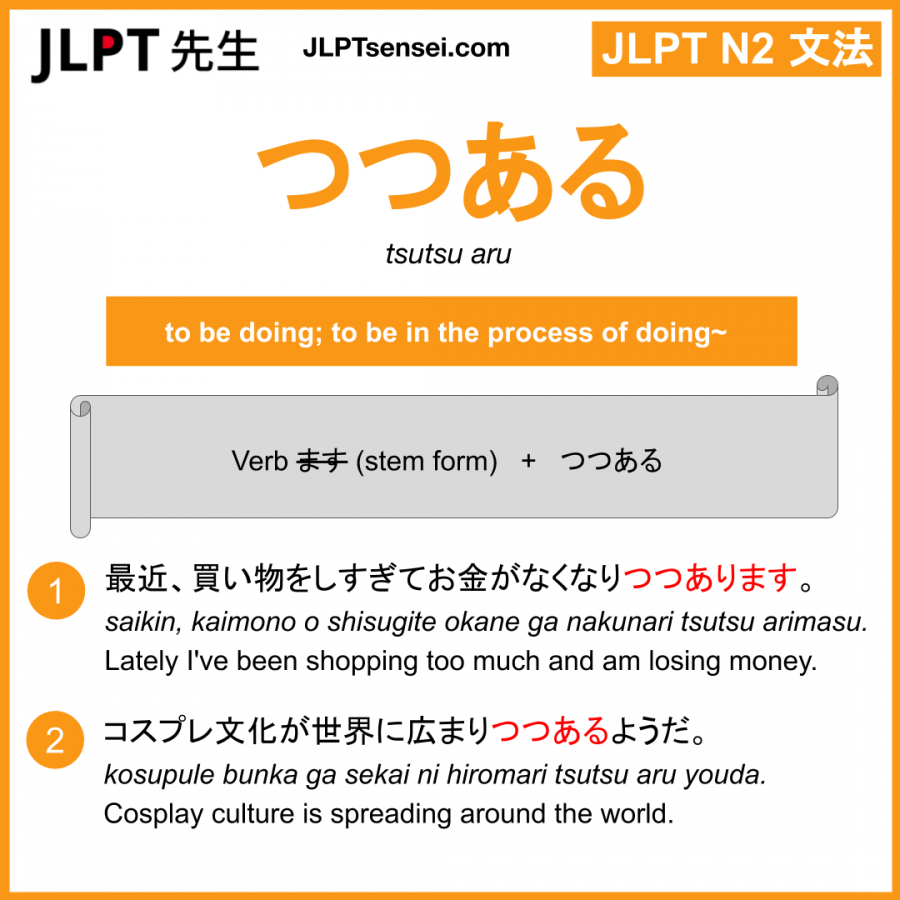 JLPT 先生
JLPTsensei.com
JLPT N2 文法
つつある
tsutsu aru
to be doing; to be in the process of doing~
Verb ます (stem form) + つつある
1
最近、買い物をしすぎてお金がなくなりつつあります。
saikin, kaimono o shisugite okane ga nakunari tsutsu arimasu.
Lately I've been shopping too much and am losing money.
2
コスプレ文化が世界に広まりつつあるようだ。
kosupule bunka ga sekai ni hiromari tsutsu aru youda.
Cosplay culture is spreading around the world.